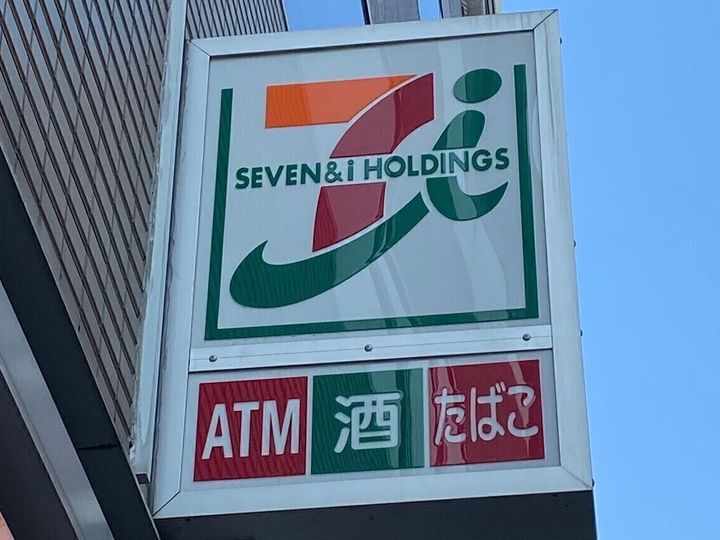 SEVEN&i HOLDINGS
ATM 酒 たばこ